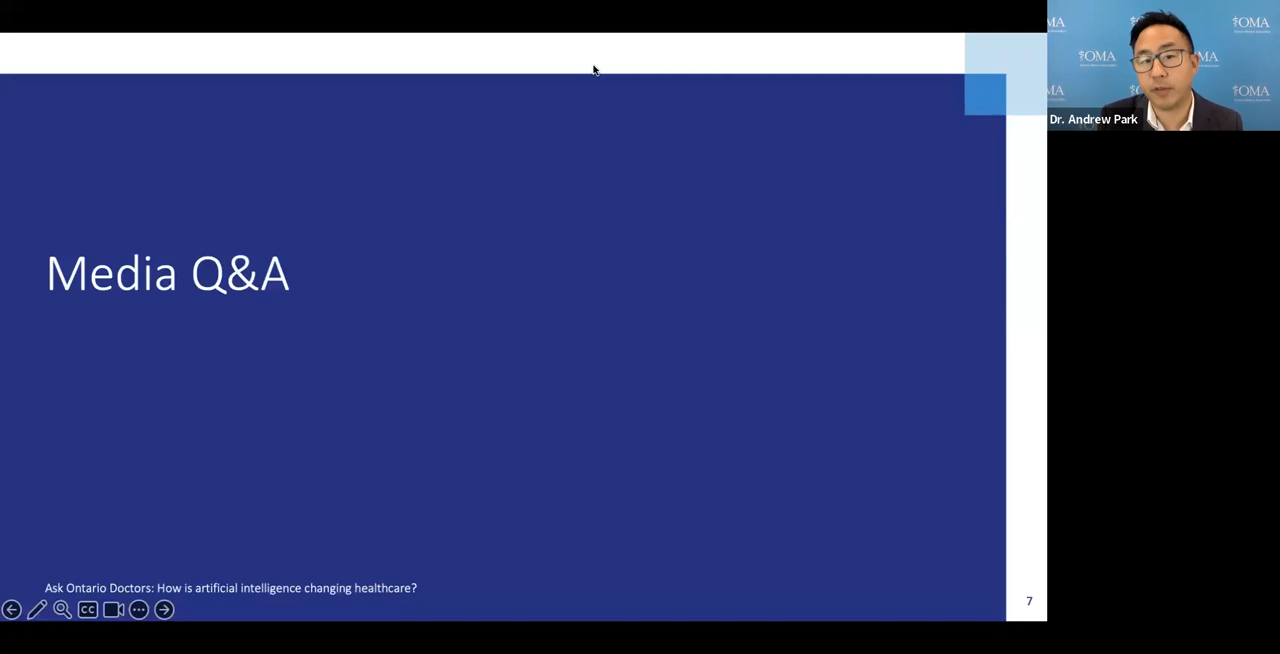 Media Q&A
Ask Ontario Doctors: How is artificial intelligence changing healthcare?
CC
7
OMA
OMA
OMA
OMA
OMA
Dr. Andrew Park